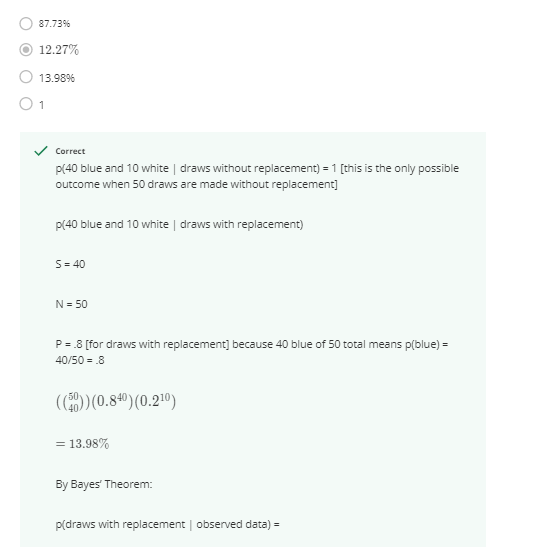 87.73%
12.27%
13.98%
1
Correct
p(40 blue and 10 white | draws without replacement) = 1 [this is the only possible
outcome when 50 draws are made without replacement]
p(40 blue and 10 white | draws with replacement)
S = 40
N = 50
P = .8 [for draws with replacement] because 40 blue of 50 total means p(blue) =
40/50 = .8
((50 40))(0.8^40)(0.2^10)
= 13.98%
By Bayes' Theorem:
p(draws with replacement | observed data) =